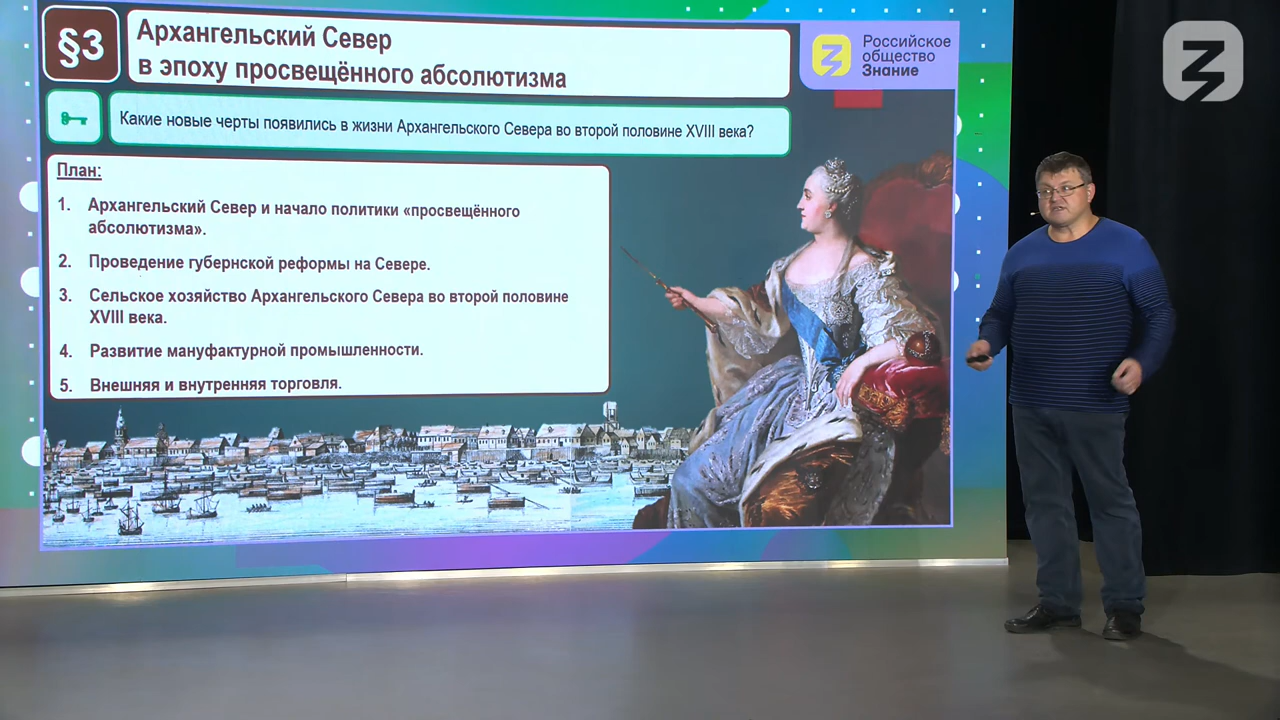 §3
Архангельский Север
в эпоху просвещённого абсолютизма
Российское
общество
Знание
Какие новые черты появились в жизни Архангельского Севера во второй половине XVIII века?
План:
1. Архангельский Север и начало политики «просвещённого
абсолютизма».
2. Проведение губернской реформы на Севере.
3. Сельское хозяйство Архангельского Севера во второй половине
XVIII века.
4. Развитие мануфактурной промышленности.
5. Внешняя и внутренняя торговля.